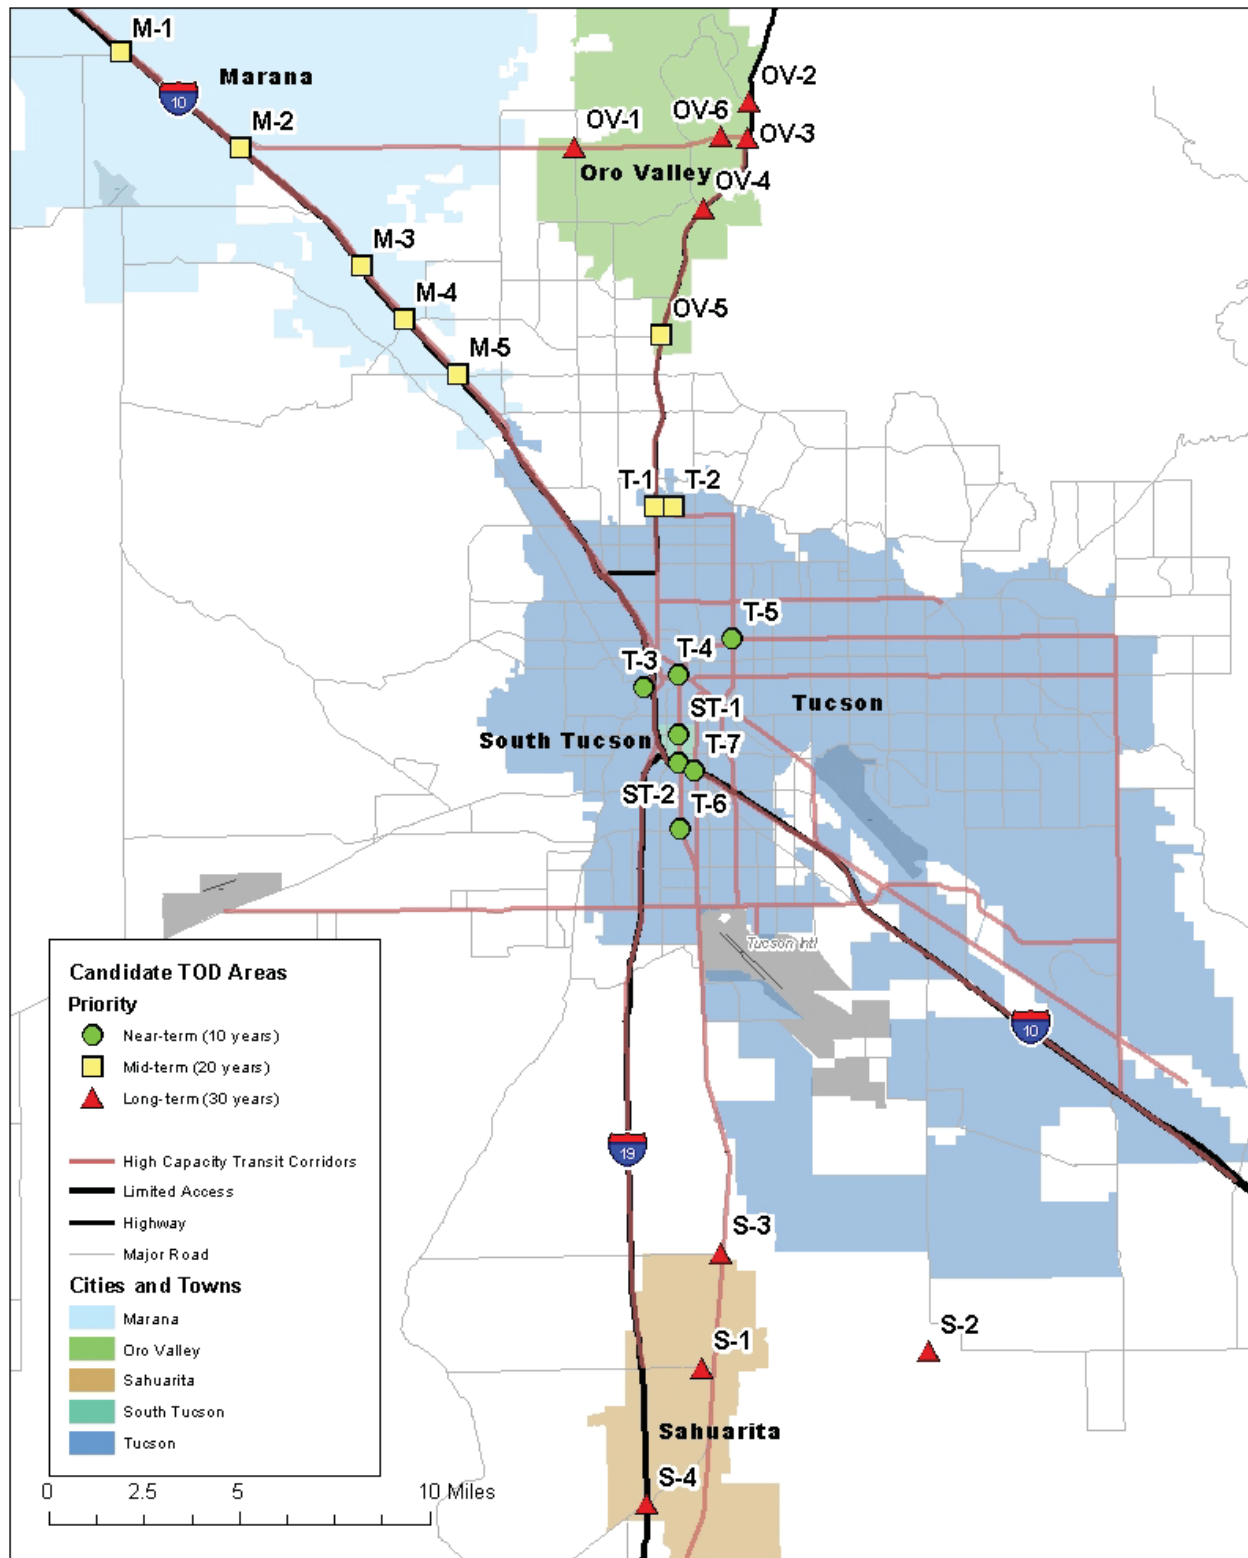 M-1
Marana
10
M-2
OV-2
OV-6
OV-1
OV-3
Oro Valley
OV-4
M-3
M-4
OV-5
M-5
T-1
T-2
T-5
T-4
T-3
ST-1
Tucson
South Tucson
T-7
ST-2
T-6
Tucson Intl
10
19
S-3
S-2
S-1
Sahuarita
S-4
Candidate TOD Areas
Priority
Near-term (10 years)
Mid-term (20 years)
Long-term (30 years)
High Capacity Transit Corridors
Limited Access
Highway
Major Road
Cities and Towns
Marana
Oro Valley
Sahuarita
South Tucson
Tucson
0 2.5 5 10 Miles